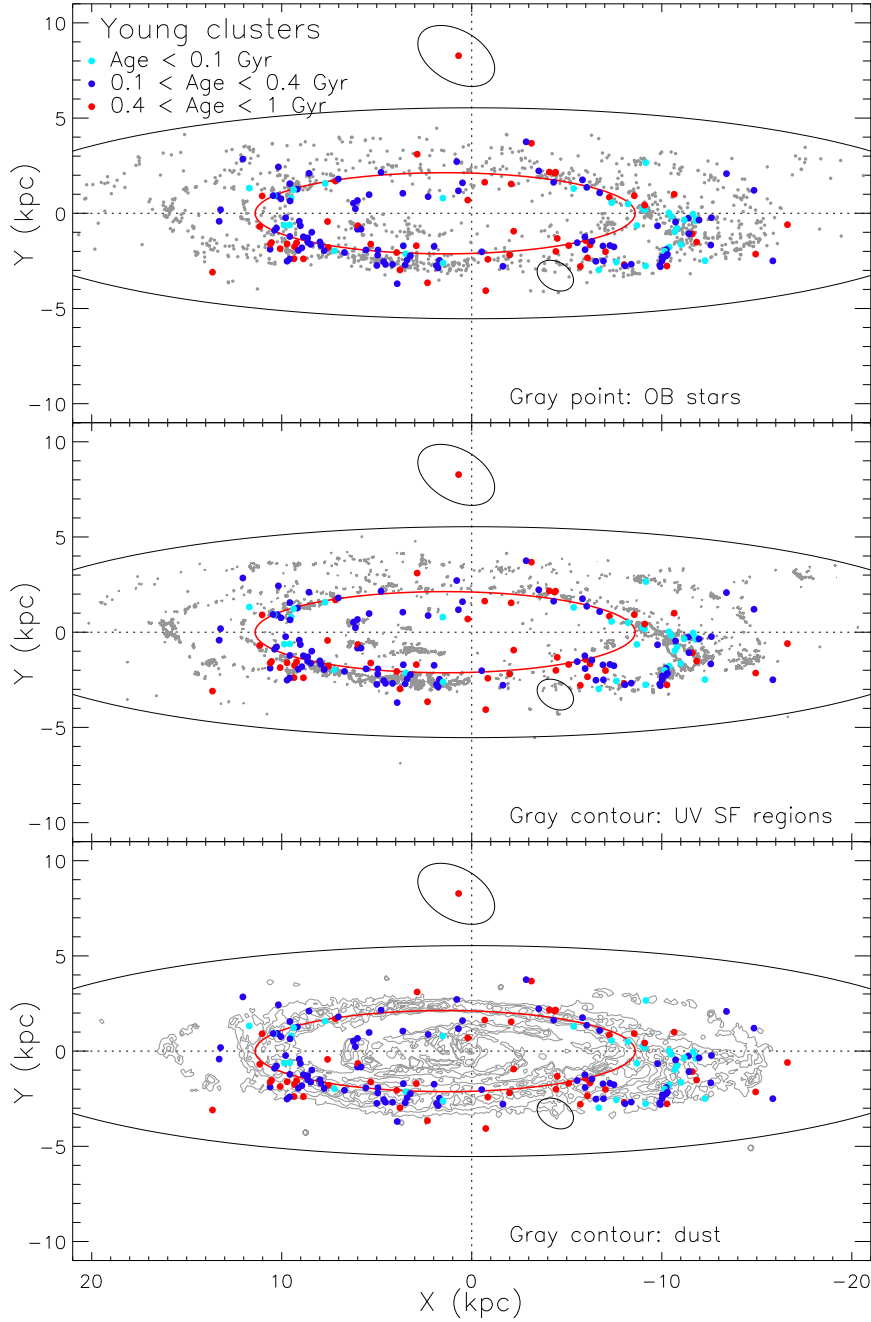 10
Young clusters
Age < 0.1 Gyr
0.1 < Age < 0.4 Gyr
0.4 < Age < 1 Gyr
5
0
-5
-10
Y (kpc)
Gray point: OB stars
10
5
0
-5
-10
Y (kpc)
Gray contour: UV SF regions
10
5
0
-5
-10
Y (kpc)
Gray contour: dust
20 10 0 -10 -20
X (kpc)